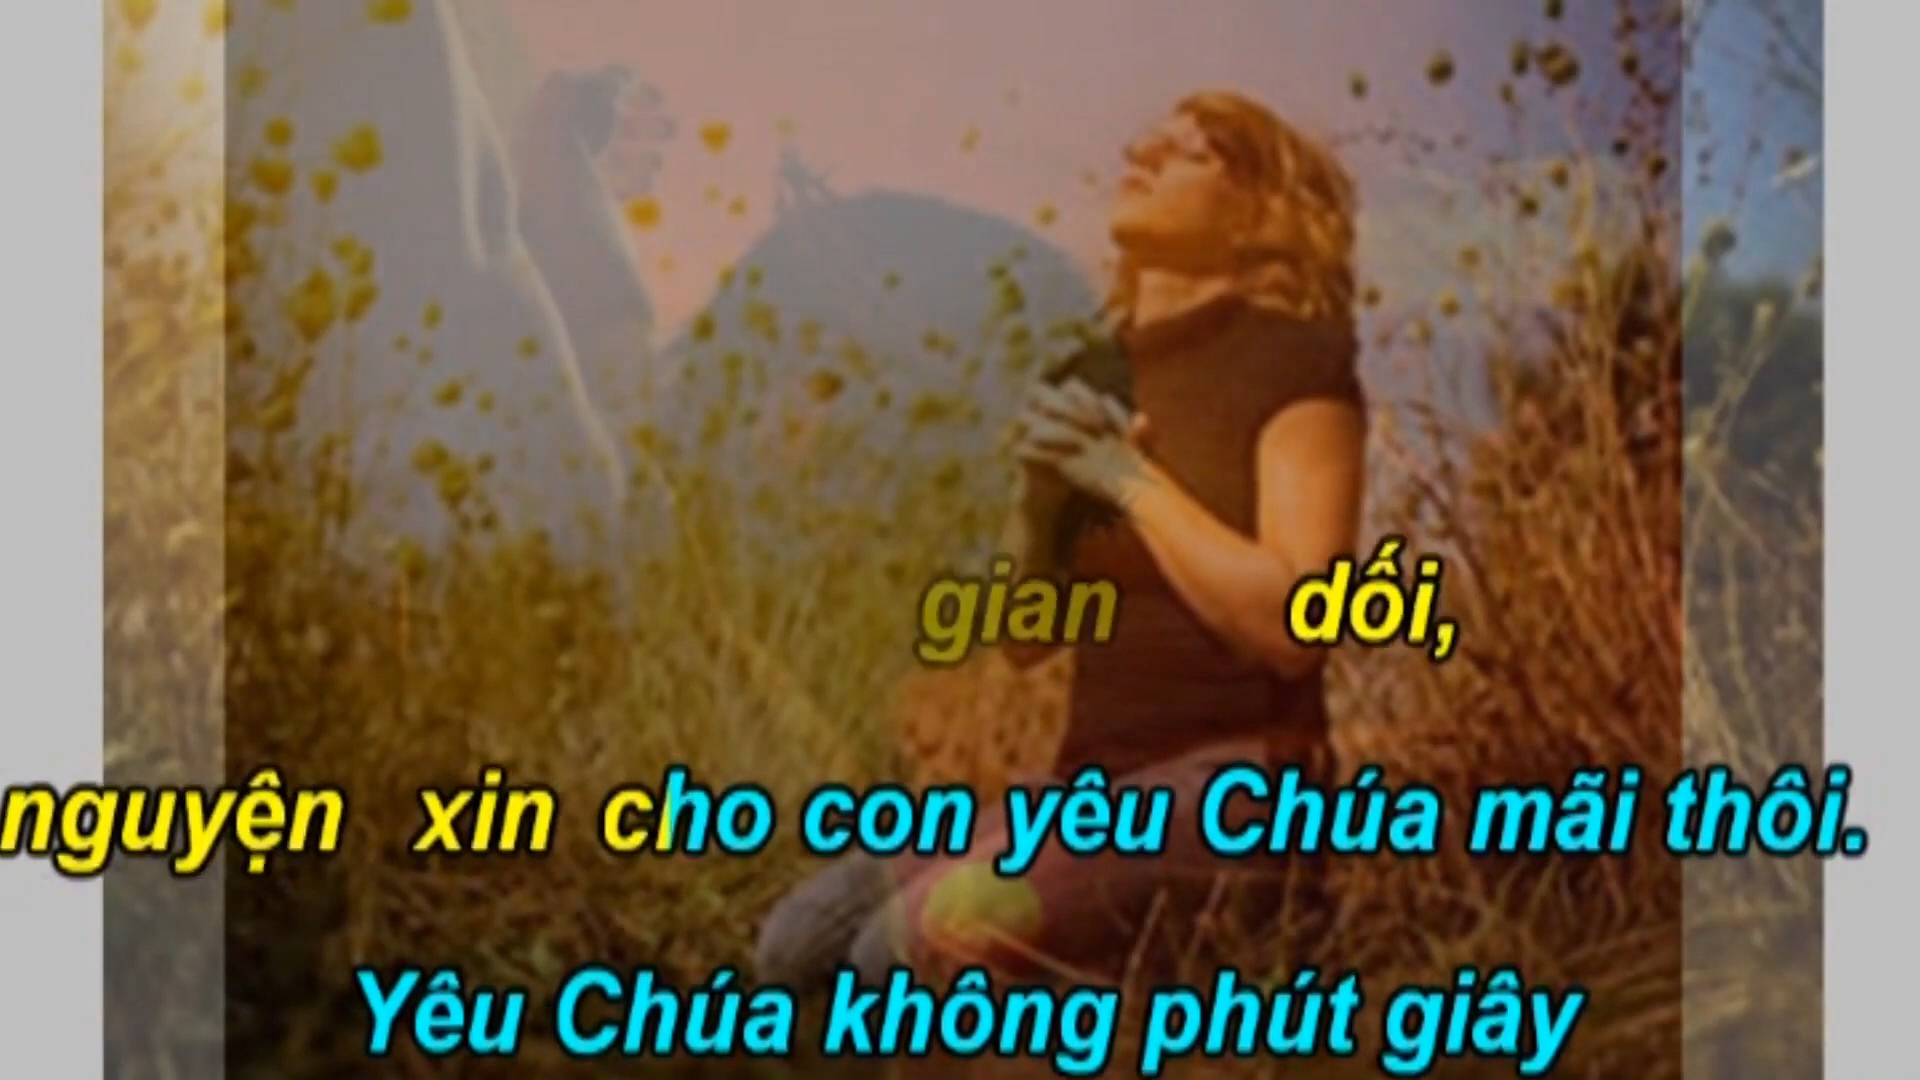 gian dối,
nguyện xin cho con yêu Chúa mãi thôi.
Yêu Chúa không phút giây